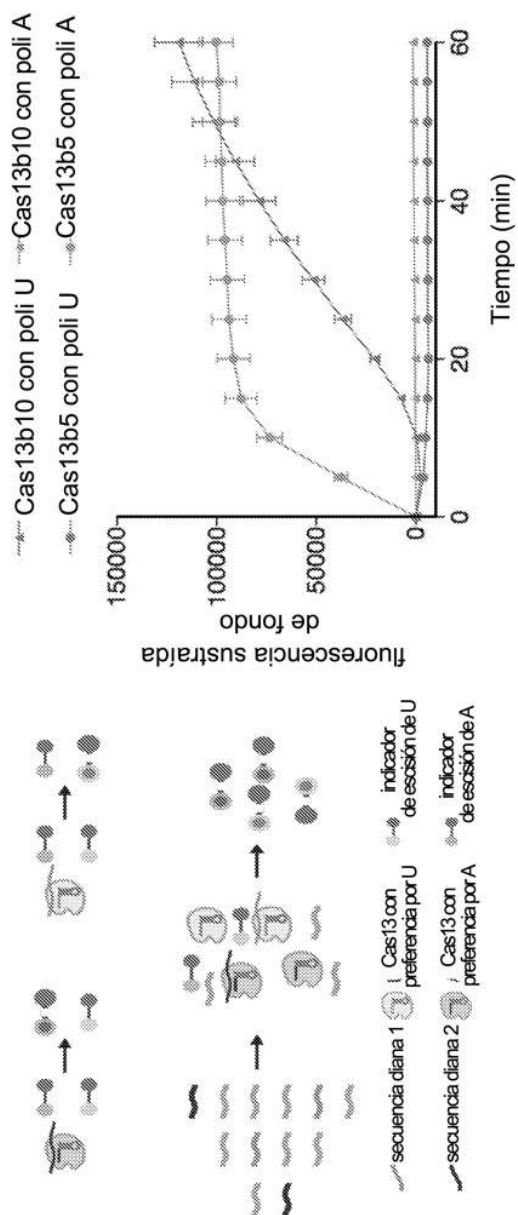 secuencia diana 1
Cas13 con
preferencia por U
indicador
de escisión de U
secuencia diana 2
Cas13 con
preferencia por A
indicador
de escisión de A
Cas13b10 con poli U
Cas13b10 con poli A
Cas13b5 con poli U
Cas13b5 con poli A
fluorescencia sustraída
de fondo
150000
100000
50000
0
0
20
40
60
Tiempo (min)